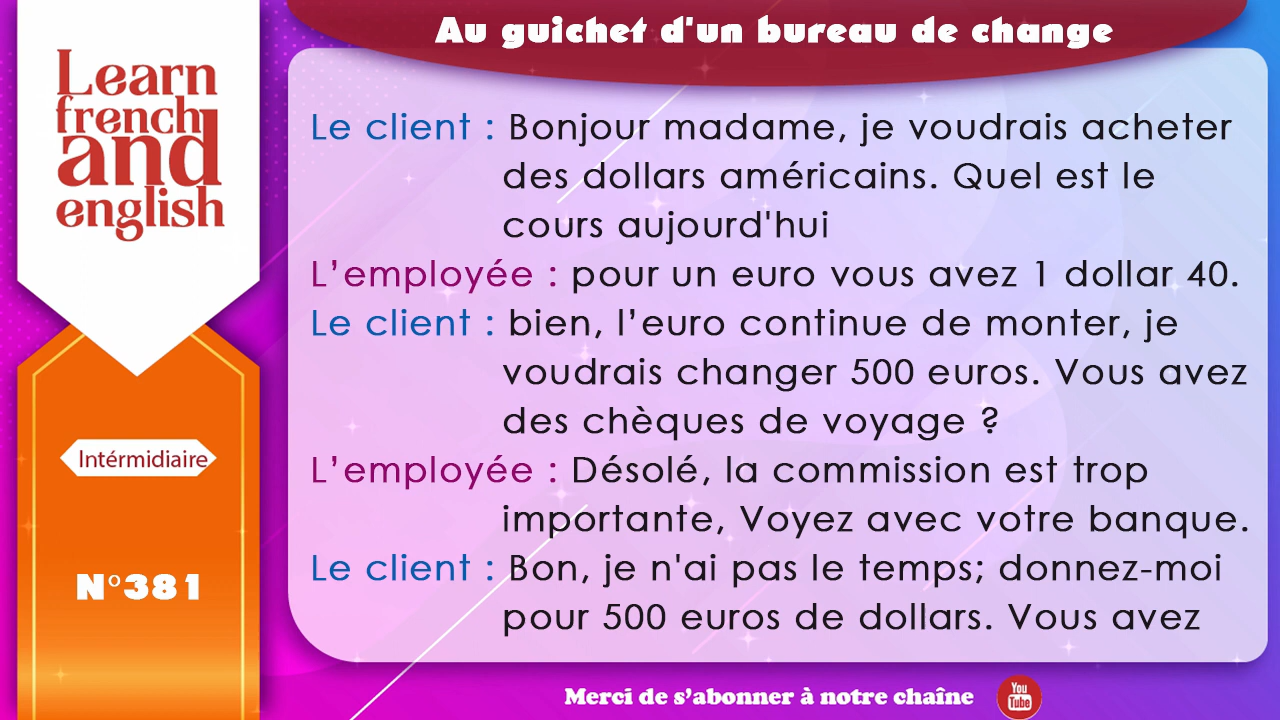 Au guichet d'un bureau de change
Learn
french
and
english
Intérmidiaire
N°381
Le client : Bonjour madame, je voudrais acheter
des dollars américains. Quel est le
cours aujourd'hui
L’employée : pour un euro vous avez 1 dollar 40.
Le client : bien, l’euro continue de monter, je
voudrais changer 500 euros. Vous avez
des chèques de voyage ?
L’employée : Désolé, la commission est trop
importante, Voyez avec votre banque.
Le client : Bon, je n'ai pas le temps; donnez-moi
pour 500 euros de dollars. Vous avez
Merci de s’abonner à notre chaîne
You
Tube